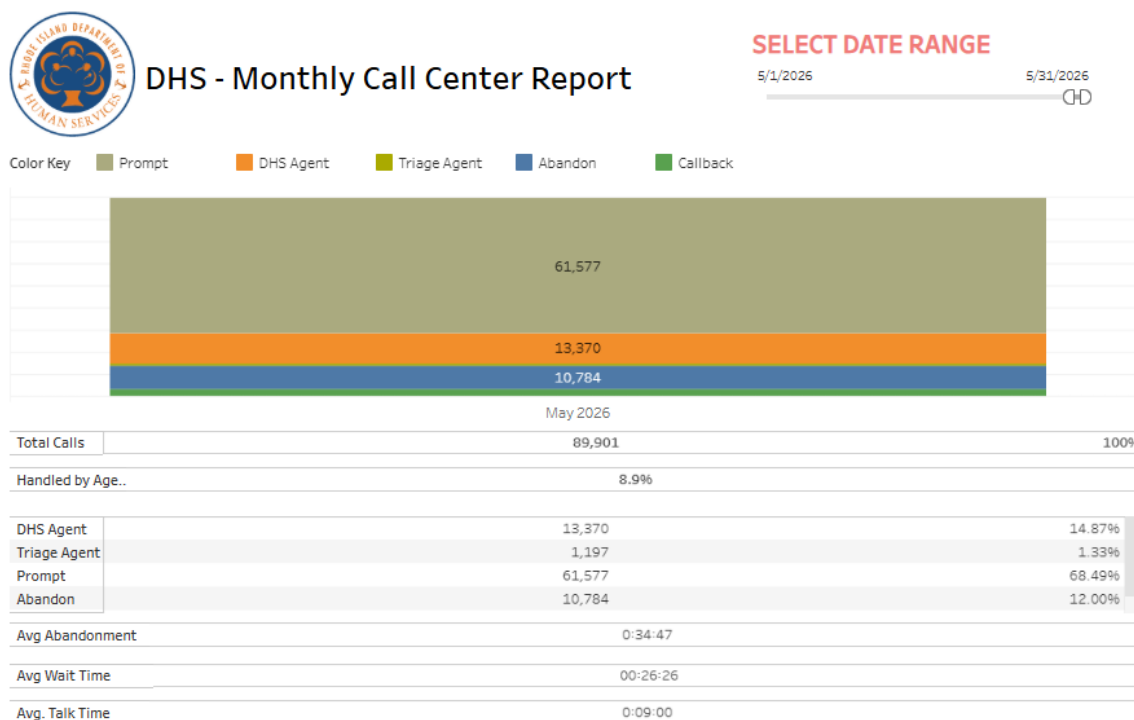 RHODE ISLAND DEPARTMENT OF
HUMAN SERVICES
DHS - Monthly Call Center Report
SELECT DATE RANGE
5/1/2026 5/31/2026
Color Key Prompt DHS Agent Triage Agent Abandon Callback
61,577
13,370
10,784
May 2026
Total Calls 89,901 100%
Handled by Age.. 8.9%
DHS Agent 13,370 14.87%
Triage Agent 1,197 1.33%
Prompt 61,577 68.49%
Abandon 10,784 12.00%
Avg Abandonment 0:34:47
Avg Wait Time 00:26:26
Avg. Talk Time 0:09:00